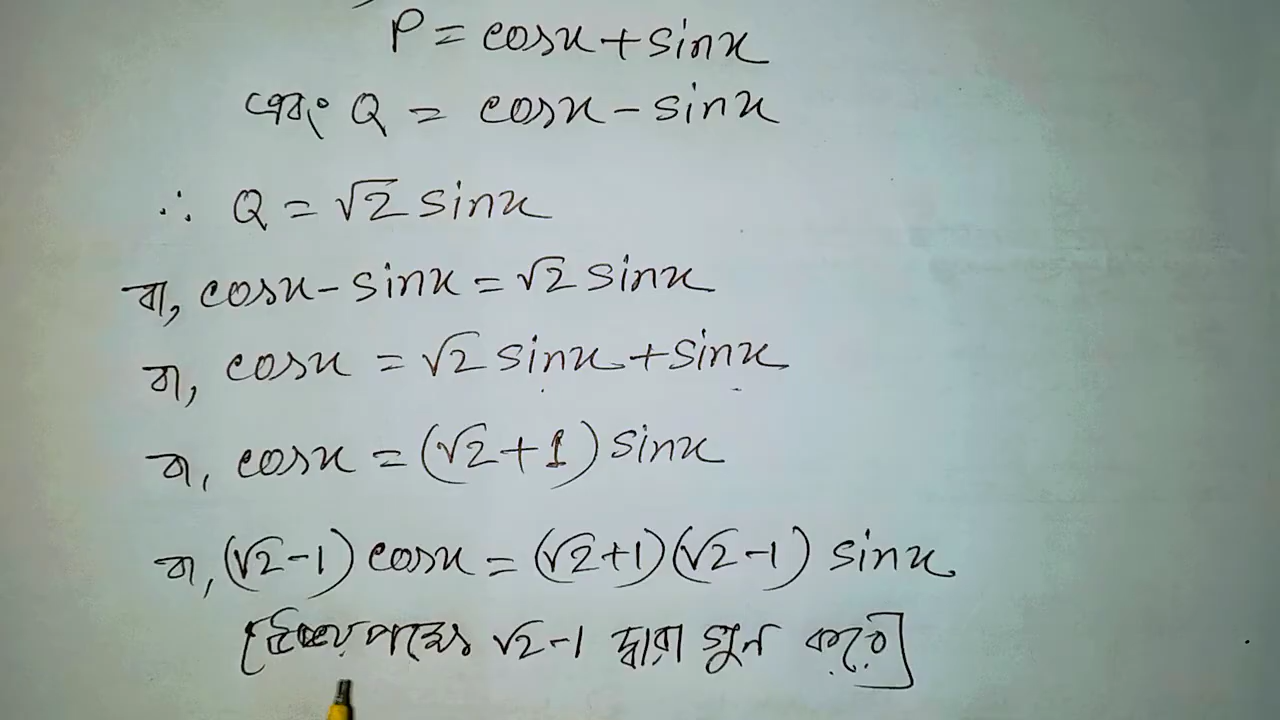 P = cosx + sinx
এবং Q = cosx - sinx
∴ Q = √2 sinx
বা, cosx - sinx = √2 sinx
বা, cosx = √2 sinx + sinx
বা, cosx = (√2 + 1) sinx
বা, (√2 - 1) cosx = (√2 + 1)(√2 - 1) sinx
[উভয় পক্ষে √2 - 1 দ্বারা গুন করে]